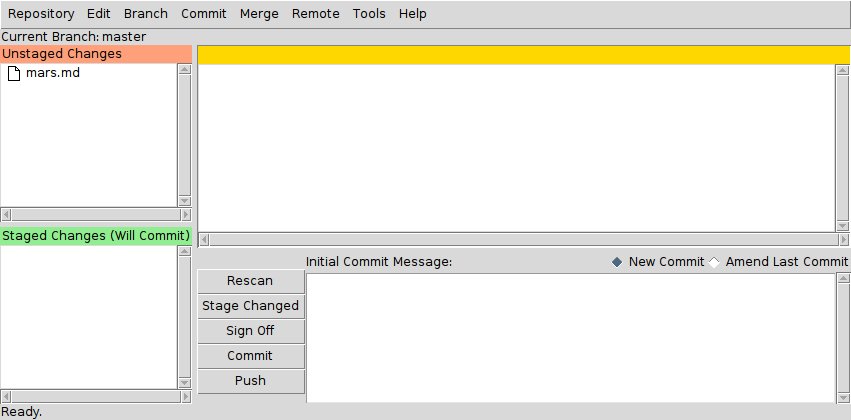 Repository Edit Branch Commit Merge Remote Tools Help
Current Branch: master
Unstaged Changes
mars.md
Staged Changes (Will Commit)
Initial Commit Message:
New Commit
Amend Last Commit
Rescan
Stage Changed
Sign Off
Commit
Push
Ready.